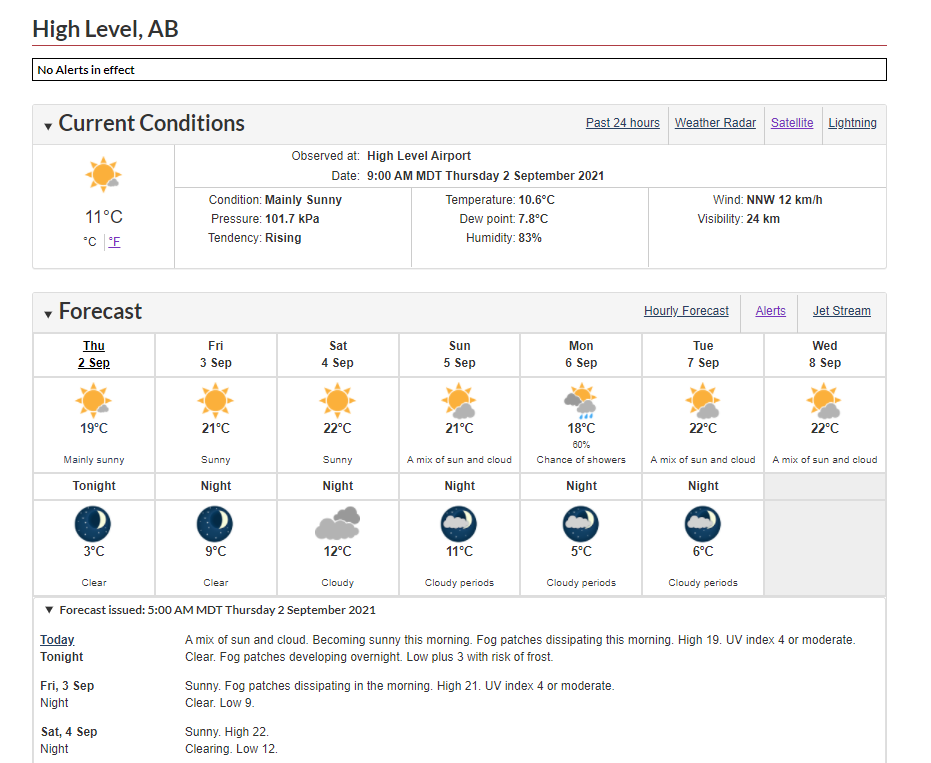 High Level, AB
No Alerts in effect
▼ Current Conditions
Past 24 hours Weather Radar Satellite Lightning
Observed at: High Level Airport
Date: 9:00 AM MDT Thursday 2 September 2021
11°C
°C °F
Condition: Mainly Sunny
Pressure: 101.7 kPa
Tendency: Rising
Temperature: 10.6°C
Dew point: 7.8°C
Humidity: 83%
Wind: NNW 12 km/h
Visibility: 24 km
▼ Forecast
Hourly Forecast Alerts Jet Stream
Thu Fri Sat Sun Mon Tue Wed
2 Sep 3 Sep 4 Sep 5 Sep 6 Sep 7 Sep 8 Sep
19°C 21°C 22°C 21°C 18°C 22°C 22°C
60%
Mainly sunny Sunny Sunny A mix of sun and cloud Chance of showers A mix of sun and cloud A mix of sun and cloud
Tonight Night Night Night Night Night
3°C 9°C 12°C 11°C 5°C 6°C
Clear Clear Cloudy Cloudy periods Cloudy periods Cloudy periods
▼ Forecast issued: 5:00 AM MDT Thursday 2 September 2021
Today A mix of sun and cloud. Becoming sunny this morning. Fog patches dissipating this morning. High 19. UV index 4 or moderate.
Tonight Clear. Fog patches developing overnight. Low plus 3 with risk of frost.
Fri, 3 Sep Sunny. Fog patches dissipating in the morning. High 21. UV index 4 or moderate.
Night Clear. Low 9.
Sat, 4 Sep Sunny. High 22.
Night Clearing. Low 12.